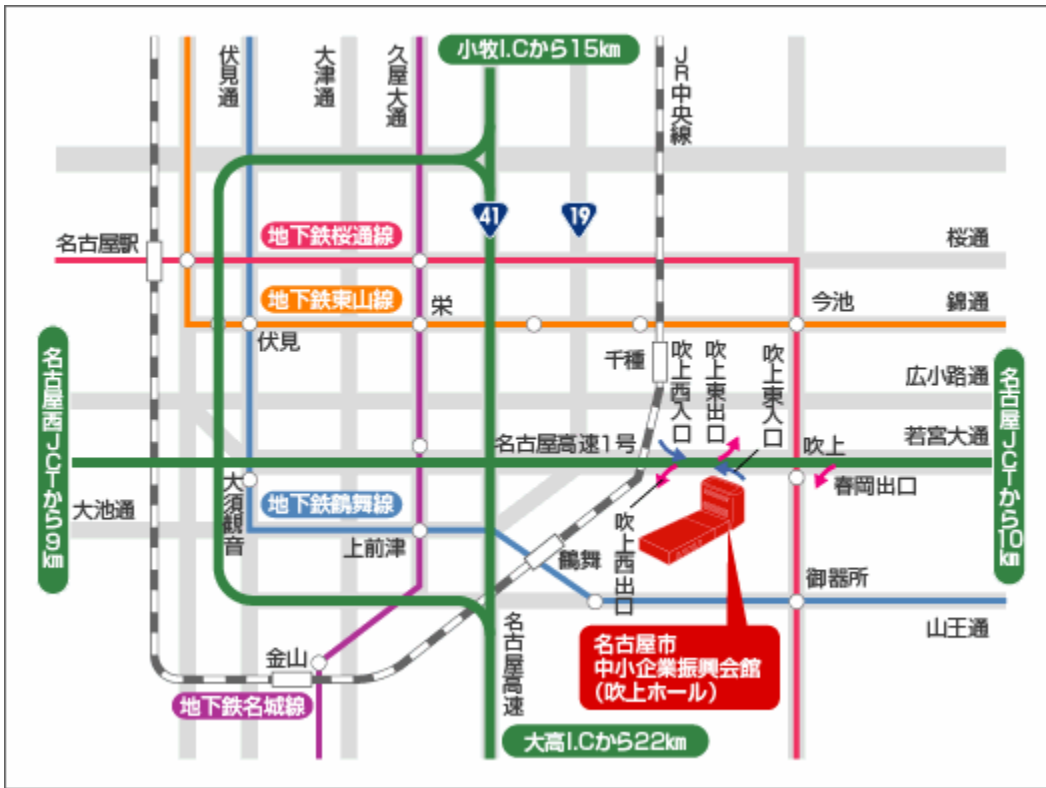 小牧I.Cから15km
伏見通
大津通
久屋大通
JR中央線
41
19
名古屋駅
地下鉄桜通線
桜通
地下鉄東山線
栄
今池
錦通
伏見
千種
吹上西入口
吹上東出口
吹上東入口
広小路通
名古屋西JCTから9km
名古屋JCTから10km
名古屋高速1号
吹上
若宮大通
春岡出口
大池通
大須観音
地下鉄鶴舞線
上前津
鶴舞
吹上西出口
御器所
山王通
名古屋高速
名古屋市
中小企業振興会館
(吹上ホール)
金山
地下鉄名城線
大高I.Cから22km